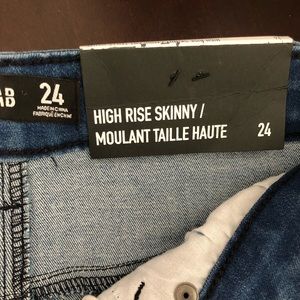 AB
24
MADE IN CHINA
FABRIQUÉ EN CHINE
HIGH RISE SKINNY /
MOULANT TAILLE HAUTE 24